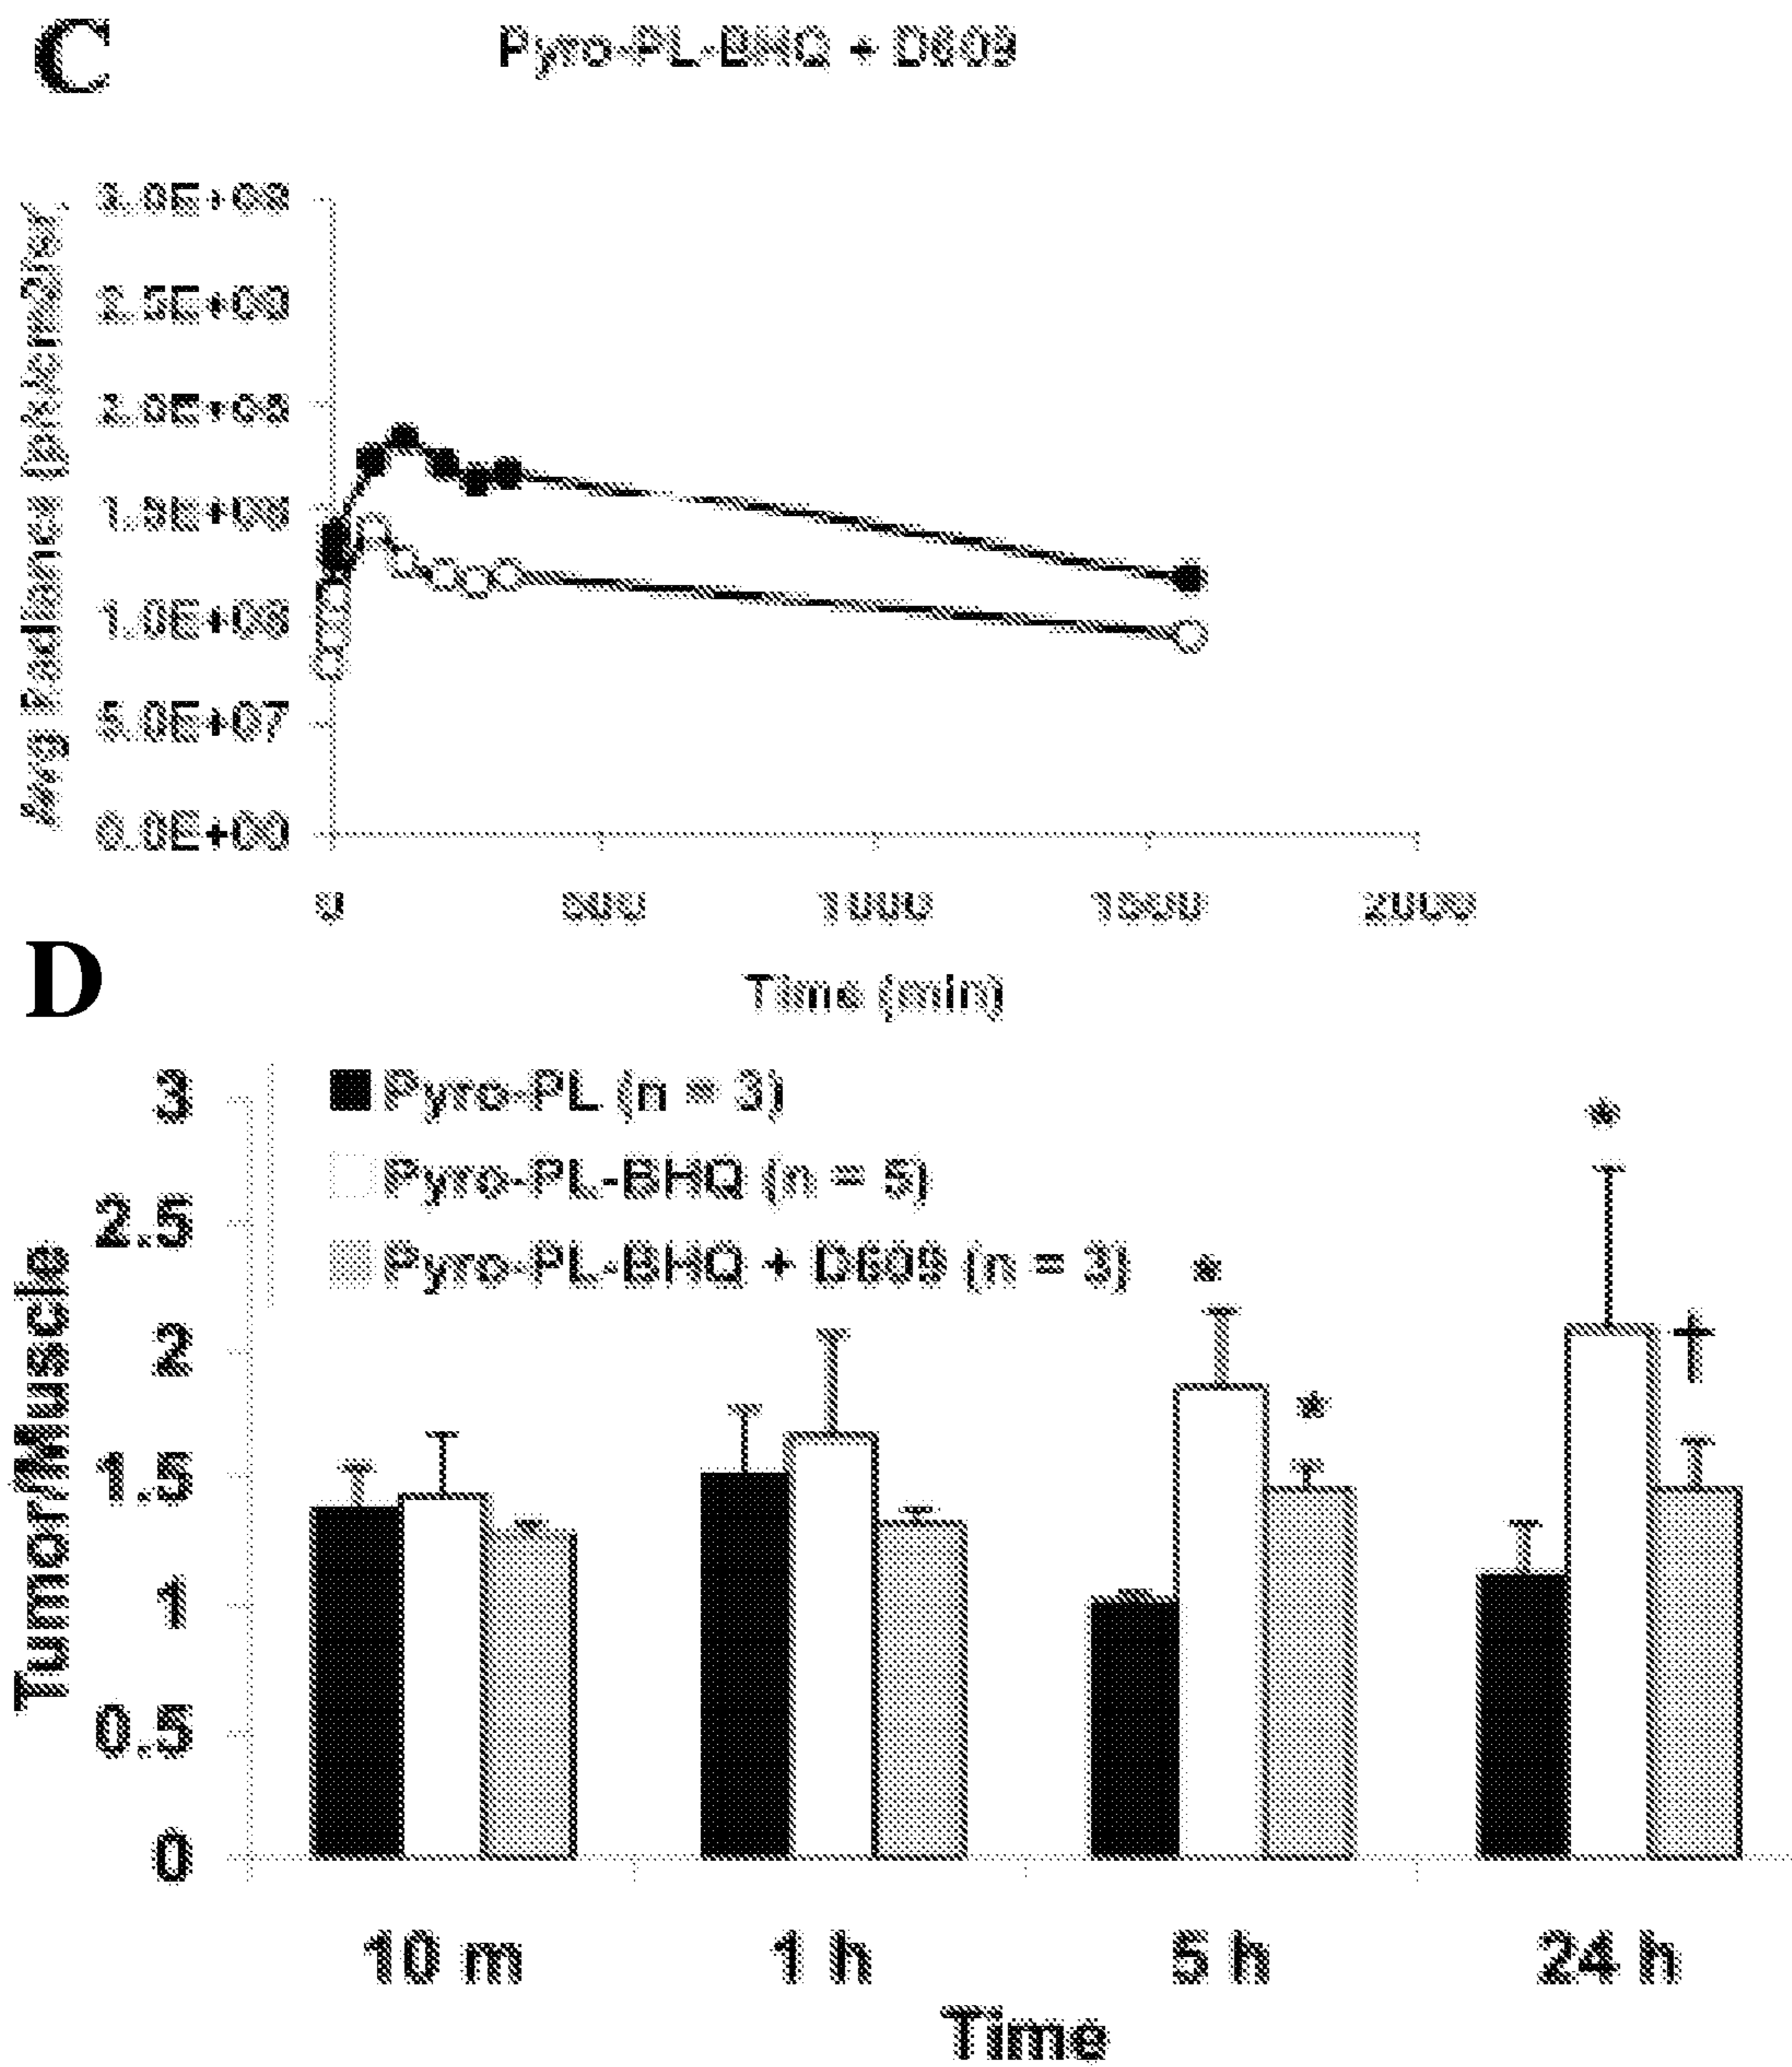 C
Pyro-PL-BHQ + D609
3.0E+08
2.5E+08
2.0E+08
1.5E+08
1.0E+08
5.0E+07
0.0E+00
Avg Radiance
0 500 1000 1500 2000
Time (min)
D
Pyro-PL (n = 3)
Pyro-PL-BHQ (n = 5)
Pyro-PL-BHQ + D609 (n = 3)
3
2.5
2
1.5
1
0.5
0
Tumor/Muscle
*
*
*
†
10 m 1 h 5 h 24 h
Time